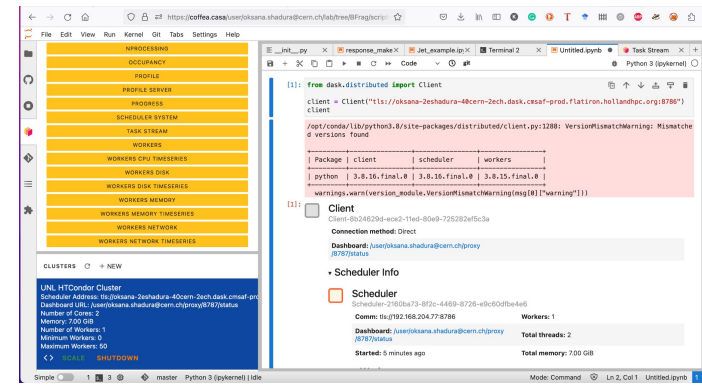 https://coffea.casa/user/oksana.shadura@cern.ch/lab/tree/BFrag/script
File Edit View Run Kernel Git Tabs Settings Help
NPROCESSING
OCCUPANCY
PROFILE
PROFILE SERVER
PROGRESS
SCHEDULER SYSTEM
TASK STREAM
WORKERS
WORKERS CPU TIMESERIES
WORKERS DISK
WORKERS DISK TIMESERIES
WORKERS MEMORY
WORKERS MEMORY TIMESERIES
WORKERS NETWORK
WORKERS NETWORK TIMESERIES
CLUSTERS + NEW
UNL HTCondor Cluster
Scheduler Address: tls://oksana-2eshadura-40cern-2ech.dask.cmsaf-pro
Dashboard URL: /user/oksana.shadura@cern.ch/proxy/8787/status
Number of Cores: 2
Memory: 7.00 GiB
Number of Workers: 1
Minimum Workers: 0
Maximum Workers: 50
<> SCALE SHUTDOWN
__init__.py X response_make X Jet_example.ip X Terminal 2 X Untitled.ipynb Task Stream X +
Code git Python 3 (ipykernel)
[1]: from dask.distributed import Client
client = Client("tls://oksana-2eshadura-40cern-2ech.dask.cmsaf-prod.flatiron.hollandhpc.org:8786")
client
/opt/conda/lib/python3.8/site-packages/distributed/client.py:1288: VersionMismatchWarning: Mismatche
d versions found
+---------+----------------+----------------+----------------+
| Package | client | scheduler | workers |
+---------+----------------+----------------+----------------+
| python | 3.8.16.final.0 | 3.8.16.final.0 | 3.8.15.final.0 |
+---------+----------------+----------------+----------------+
warnings.warn(version_module.VersionMismatchWarning(msg[0]["warning"]))
[1]: Client
Client-8b24629d-ece2-11ed-80e9-725282ef5c3a
Connection method: Direct
Dashboard: /user/oksana.shadura@cern.ch/proxy
/8787/status
▾ Scheduler Info
Scheduler
Scheduler-2160ba73-8f2c-4469-8726-e9c60dfbe4e6
Comm: tls://192.168.204.77:8786 Workers: 1
Dashboard: /user/oksana.shadura@cern.ch/proxy
/8787/status Total threads: 2
Started: 5 minutes ago Total memory: 7.00 GiB
Simple 1 3 master Python 3 (ipykernel) | Idle Mode: Command Ln 2, Col 1 Untitled.ipynb 1